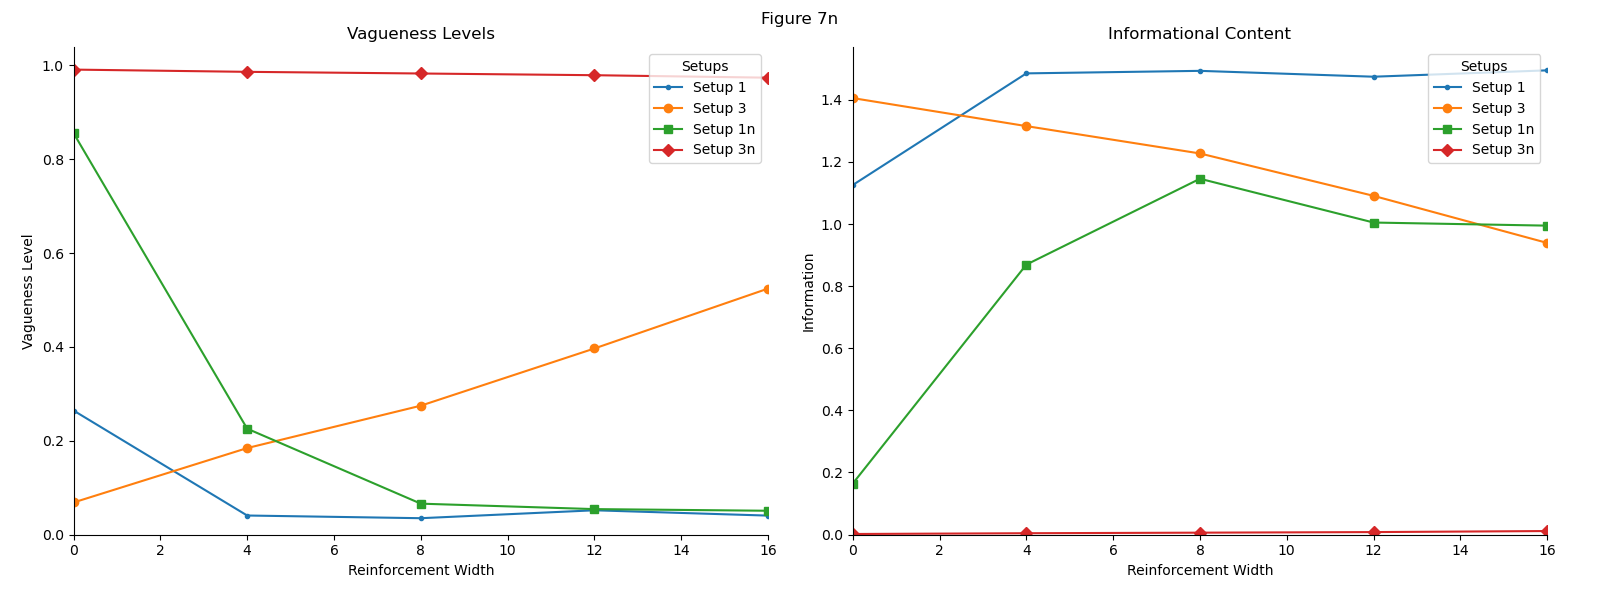 Figure 7n
Vagueness Levels
Vagueness Level
1.0
0.8
0.6
0.4
0.2
0.0
0 2 4 6 8 10 12 14 16
Reinforcement Width
Setups
Setup 1
Setup 3
Setup 1n
Setup 3n
Informational Content
Information
1.4
1.2
1.0
0.8
0.6
0.4
0.2
0.0
0 2 4 6 8 10 12 14 16
Reinforcement Width
Setups
Setup 1
Setup 3
Setup 1n
Setup 3n